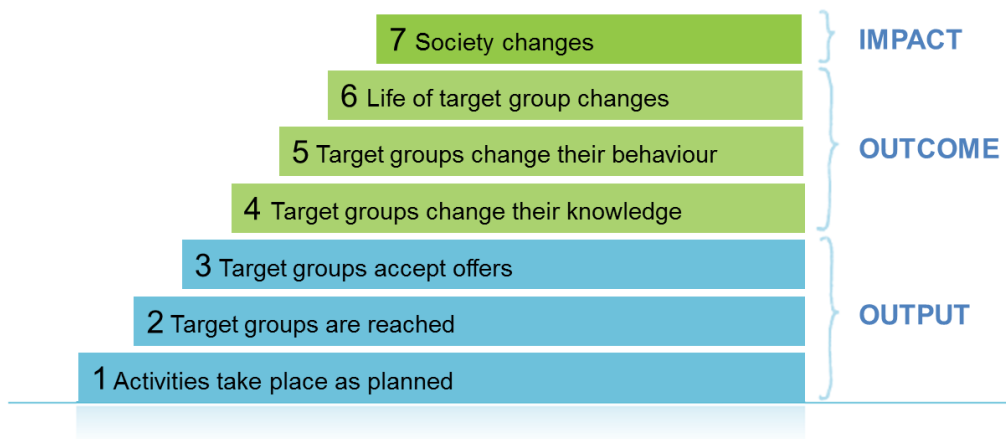 7 Society changes
IMPACT
6 Life of target group changes
5 Target groups change their behaviour
OUTCOME
4 Target groups change their knowledge
3 Target groups accept offers
2 Target groups are reached
OUTPUT
1 Activities take place as planned